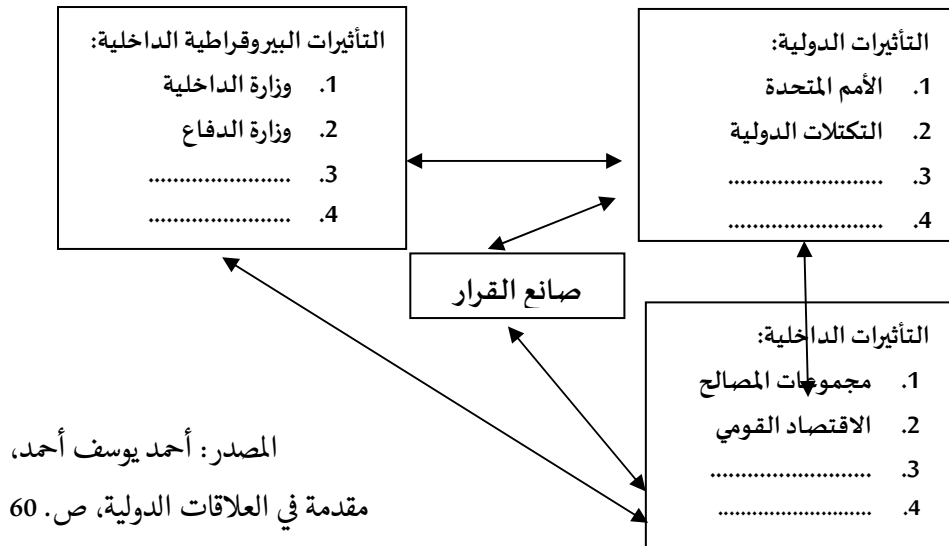 التأثيرات الدولية:
1. الأمم المتحدة
2. التكتلات الدولية
3. ..........................
4. ..........................
التأثيرات البيروقراطية الداخلية:
1. وزارة الداخلية
2. وزارة الدفاع
3. ........................
4. ........................
صانع القرار
التأثيرات الداخلية:
1. مجموعات المصالح
2. الاقتصاد القومي
3. ...........................
4. ..........................
المصدر: أحمد يوسف أحمد،
مقدمة في العلاقات الدولية، ص. 60